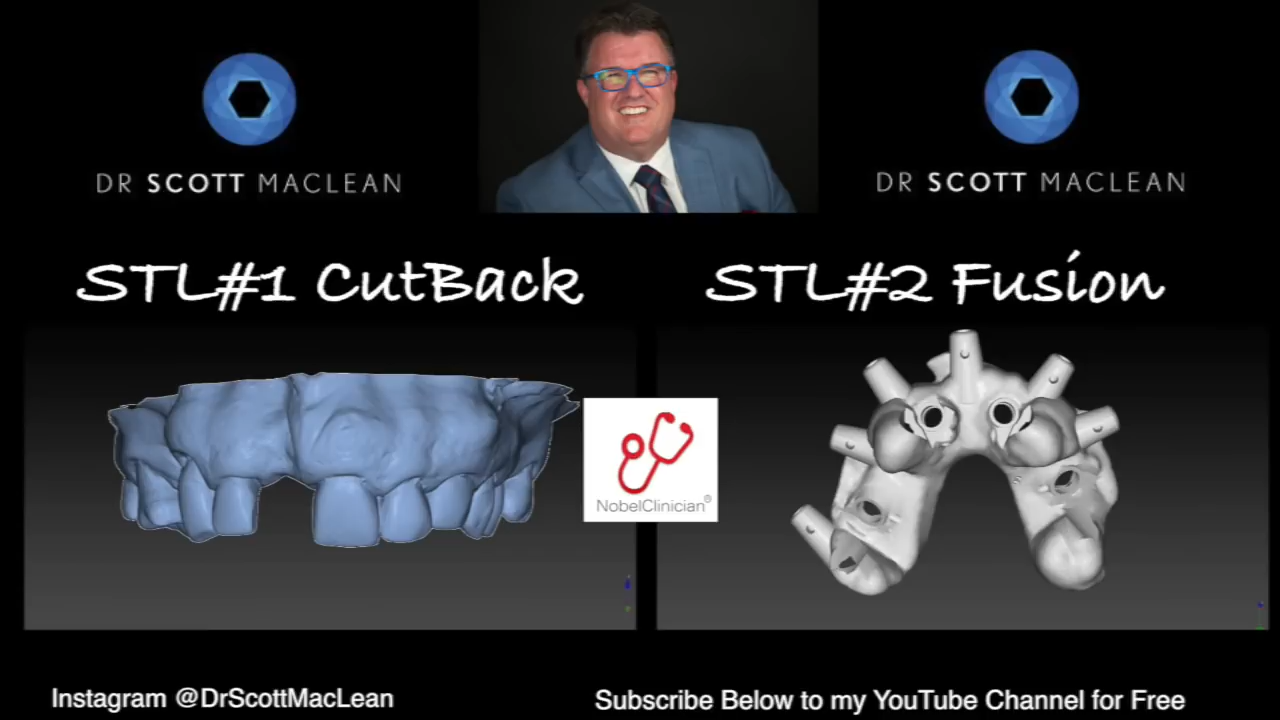 DR SCOTT MACLEAN
DR SCOTT MACLEAN
STL#1 CutBack
STL#2 Fusion
NobelClinician®
Instagram @DrScottMacLean
Subscribe Below to my YouTube Channel for Free